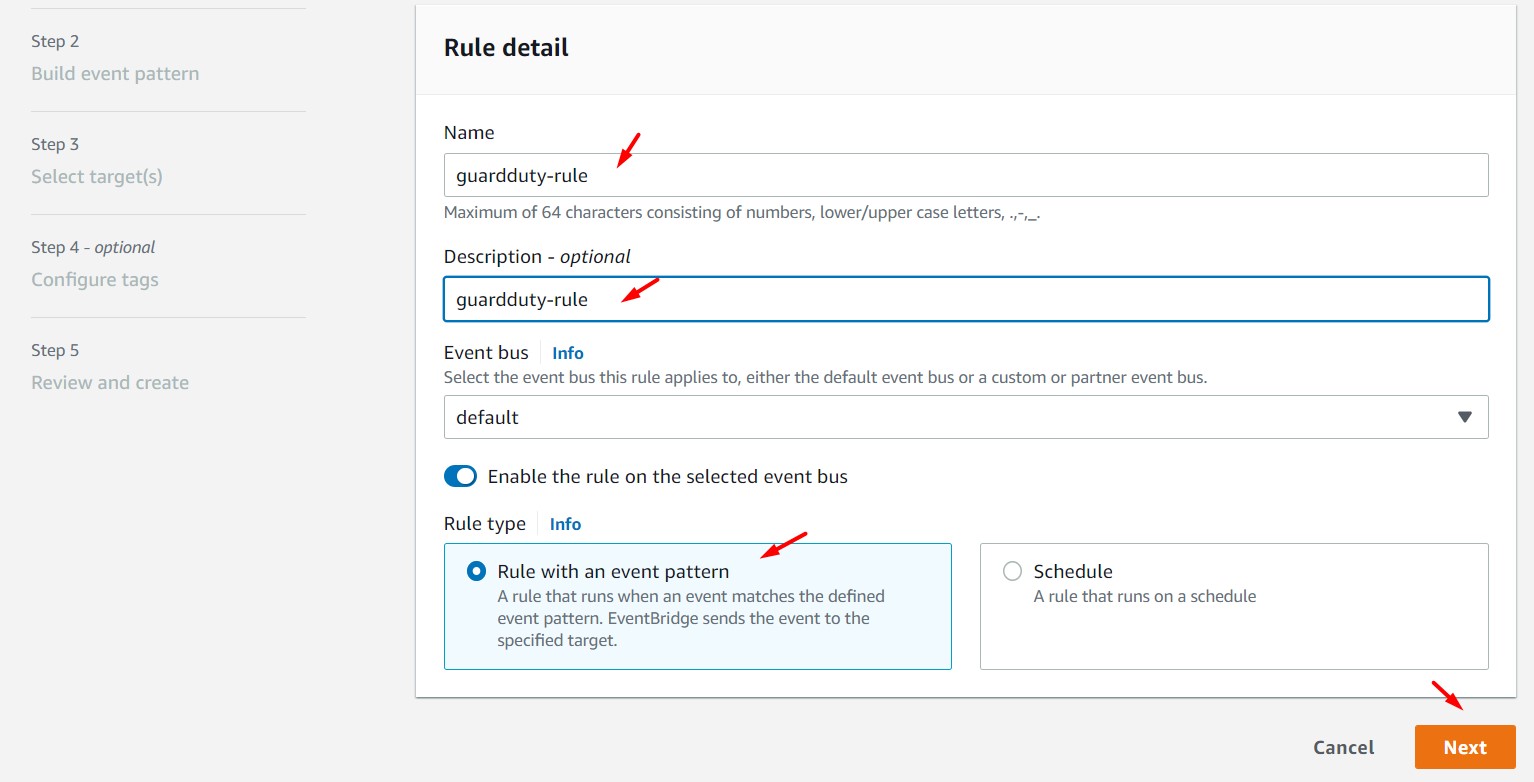 Step 2
Build event pattern
Step 3
Select target(s)
Step 4 - optional
Configure tags
Step 5
Review and create
Rule detail
Name
guardduty-rule
Maximum of 64 characters consisting of numbers, lower/upper case letters, .,-,_.
Description - optional
guardduty-rule
Event bus Info
Select the event bus this rule applies to, either the default event bus or a custom or partner event bus.
default
Enable the rule on the selected event bus
Rule type Info
Rule with an event pattern
A rule that runs when an event matches the defined
event pattern. EventBridge sends the event to the
specified target.
Schedule
A rule that runs on a schedule
Cancel Next